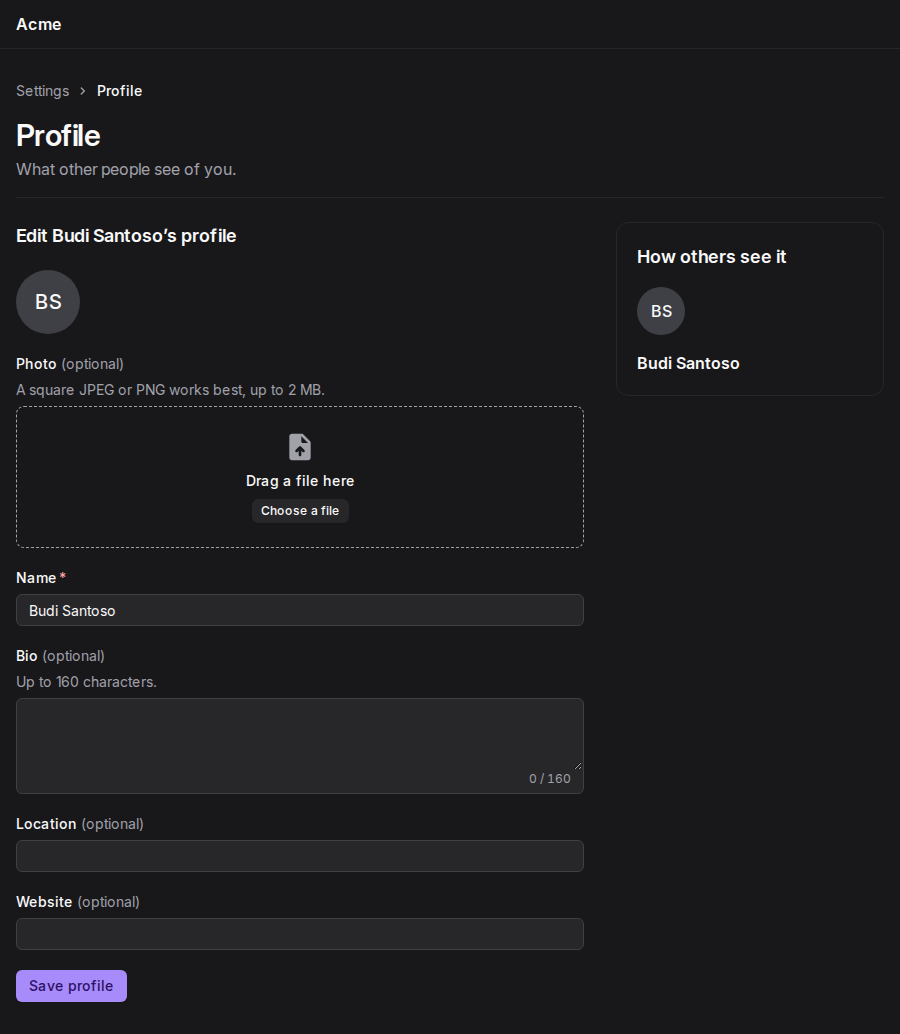 Acme
Settings > Profile
Profile
What other people see of you.
Edit Budi Santoso’s profile
BS
Photo (optional)
A square JPEG or PNG works best, up to 2 MB.
Drag a file here
Choose a file
Name *
Budi Santoso
Bio (optional)
Up to 160 characters.
0 / 160
Location (optional)
Website (optional)
Save profile
How others see it
BS
Budi Santoso